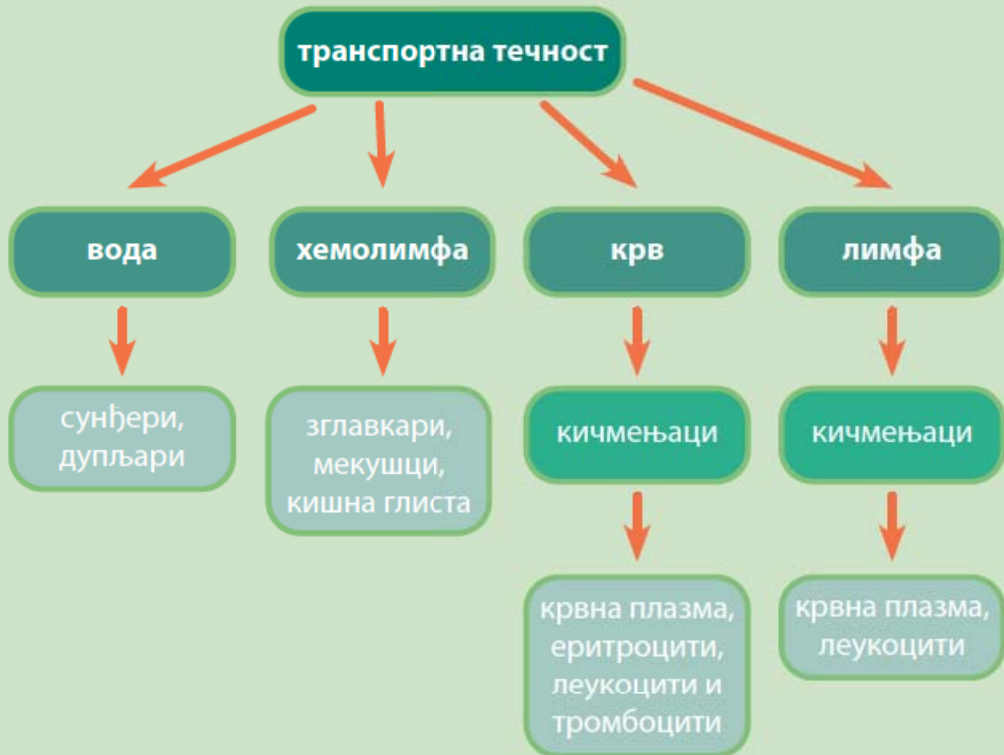 транспортна течност
вода
хемолимфа
крв
лимфа
сунђери,
дупљари
зглавкари,
мекушци,
кишна глиста
кичмењаци
кичмењаци
крвна плазма,
еритроцити,
леукоцити и
тромбоцити
крвна плазма,
леукоцити